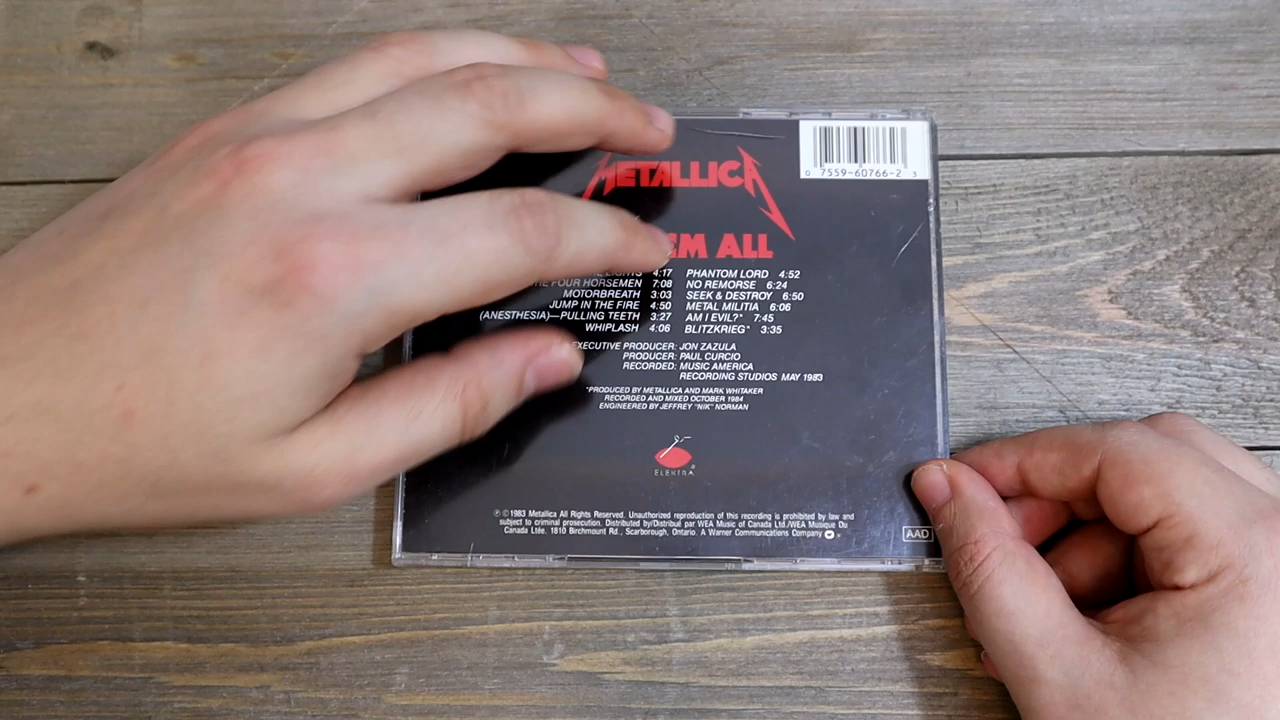 METALLICA
0 7559-60766-2 3
'EM ALL
LIGHTS 4:17
THE FOUR HORSEMEN 7:08
MOTORBREATH 3:03
JUMP IN THE FIRE 4:50
(ANESTHESIA)—PULLING TEETH 3:27
WHIPLASH 4:06
PHANTOM LORD 4:52
NO REMORSE 6:24
SEEK & DESTROY 6:50
METAL MILITIA 6:06
AM I EVIL?* 7:45
BLITZKRIEG* 3:35
EXECUTIVE PRODUCER: JON ZAZULA
PRODUCER: PAUL CURCIO
RECORDED: MUSIC AMERICA
RECORDING STUDIOS MAY 1983
*PRODUCED BY METALLICA AND MARK WHITAKER
RECORDED AND MIXED OCTOBER 1984
ENGINEERED BY JEFFREY "NIK" NORMAN
ELEKTRA
℗ © 1983 Metallica All Rights Reserved. Unauthorized reproduction of this recording is prohibited by law and
subject to criminal prosecution. Distributed by/Distribué par WEA Music of Canada Ltd./WEA Musique Du
Canada Ltée. 1810 Birchmount Rd., Scarborough, Ontario. A Warner Communications Company
AAD